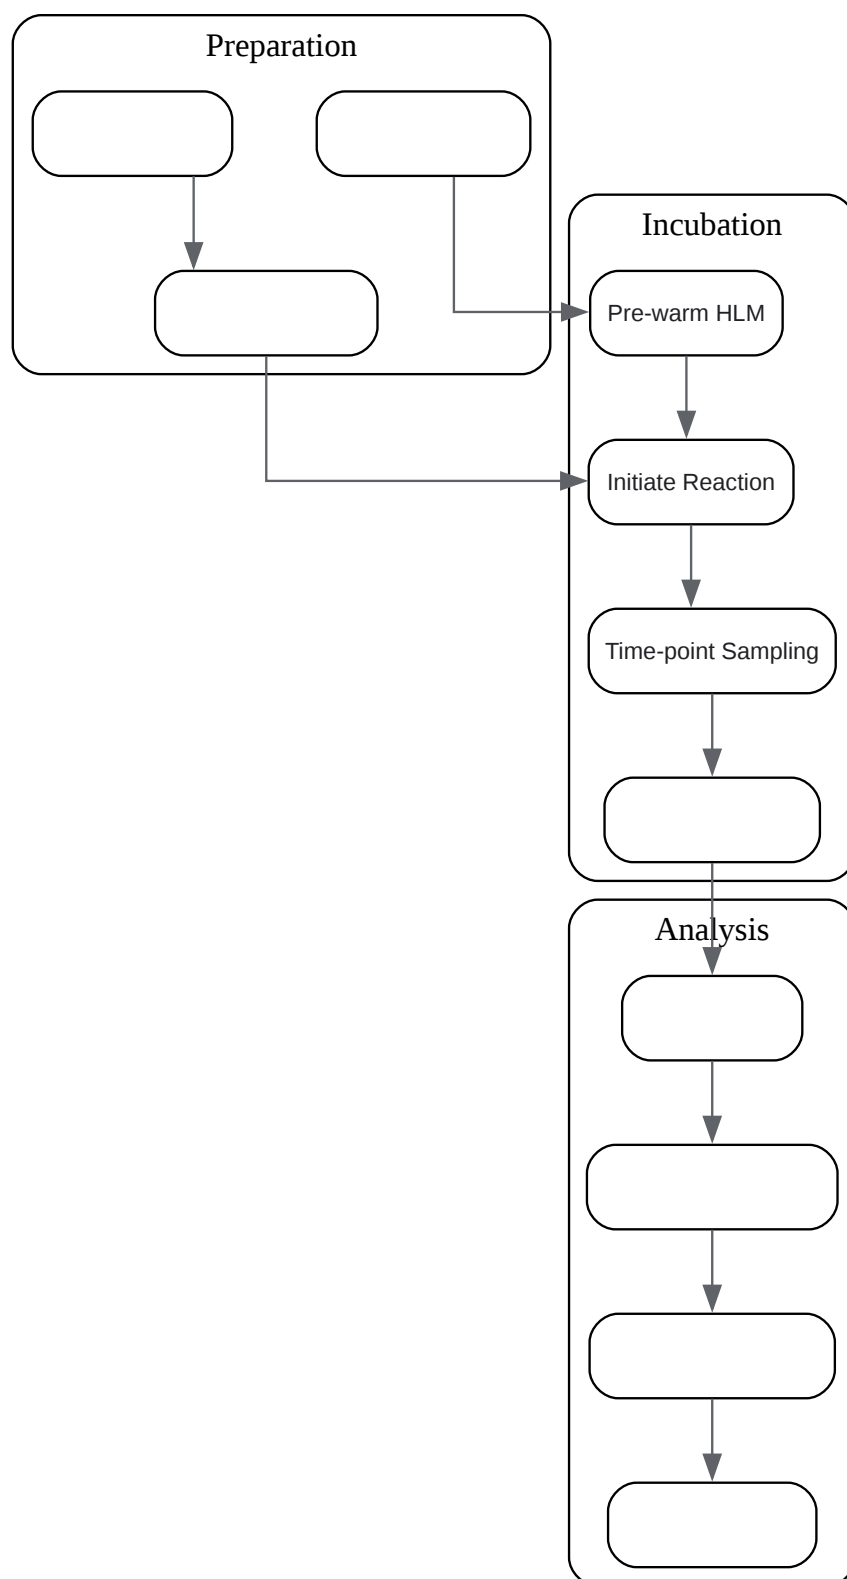 Preparation
Incubation
Pre-warm HLM
Initiate Reaction
Time-point Sampling
Analysis